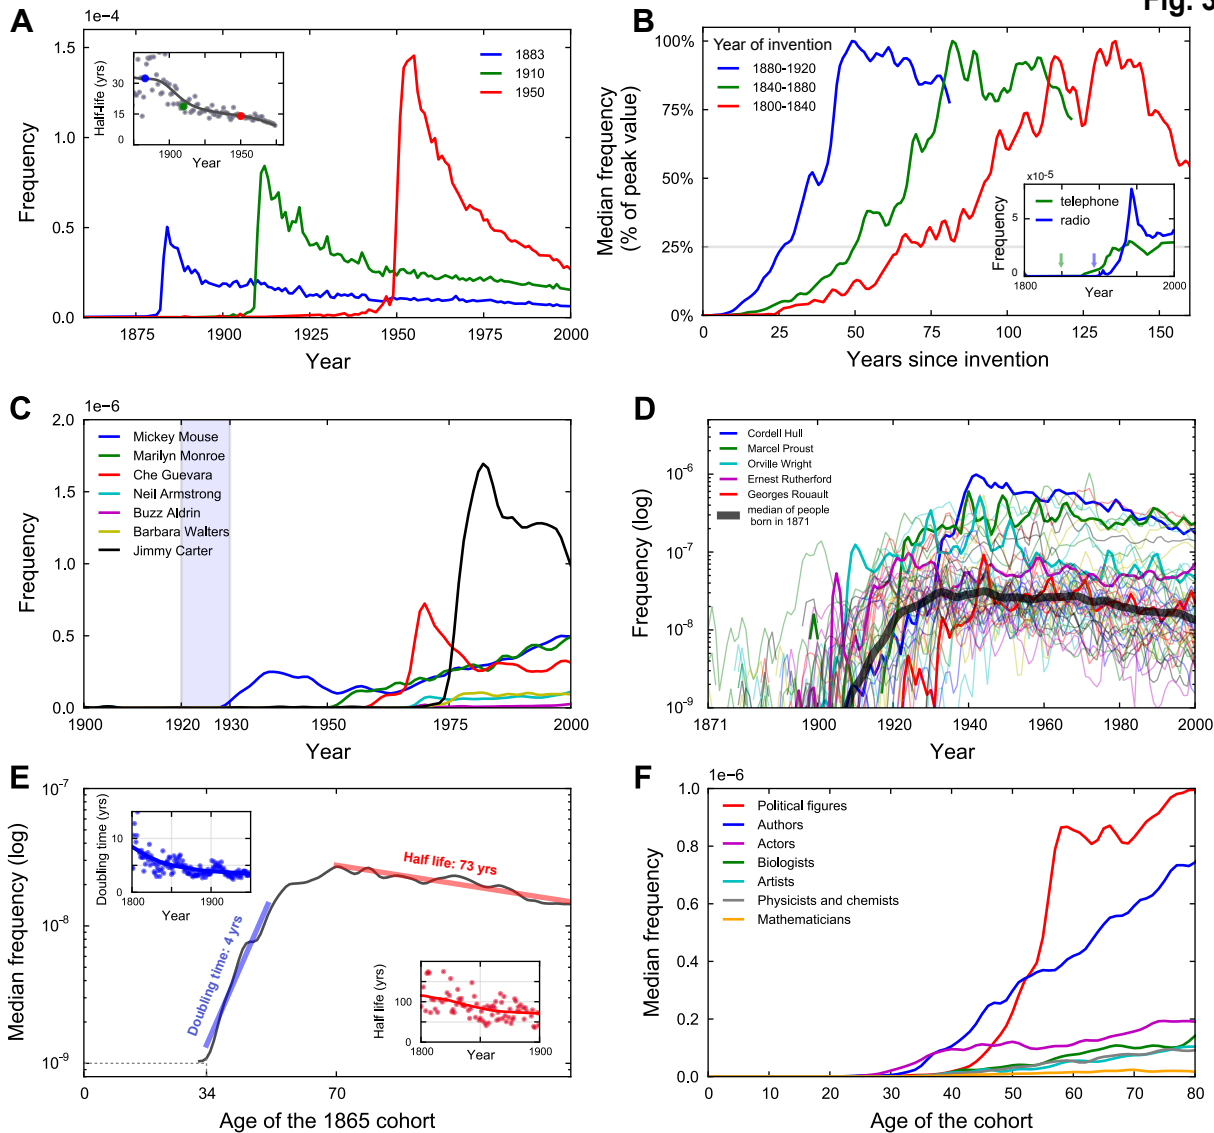 Fig. 3
A
1e−4
1.5
1.0
0.5
0.0
Frequency
1883
1910
1950
Half-life (yrs)
30
15
0
1900
1950
Year
1875
1900
1925
1950
1975
2000
Year
B
100%
75%
50%
25%
0%
Median frequency
(% of peak value)
Year of invention
1880-1920
1840-1880
1800-1840
x10-5
telephone
radio
Frequency
5
0
1800
2000
Year
0
25
50
75
100
125
150
Years since invention
C
1e−6
2.0
1.5
1.0
0.5
0.0
Frequency
Mickey Mouse
Marilyn Monroe
Che Guevara
Neil Armstrong
Buzz Aldrin
Barbara Walters
Jimmy Carter
1900
1920
1930
1950
1975
2000
Year
D
10-5
10-6
10-7
10-8
10-9
Frequency (log)
Cordell Hull
Marcel Proust
Orville Wright
Ernest Rutherford
Georges Rouault
median of people
born in 1871
1871
1900
1920
1940
1960
1980
2000
Year
E
10-7
10-8
10-9
Median frequency (log)
Doubling time (yrs)
10
0
1800
1900
Year
Doubling time: 4 yrs
Half life: 73 yrs
Half life (yrs)
100
0
1800
1900
Year
0
34
70
Age of the 1865 cohort
F
1e−6
1.0
0.8
0.6
0.4
0.2
0.0
Median frequency
Political figures
Authors
Actors
Biologists
Artists
Physicists and chemists
Mathematicians
0
10
20
30
40
50
60
70
80
Age of the cohort